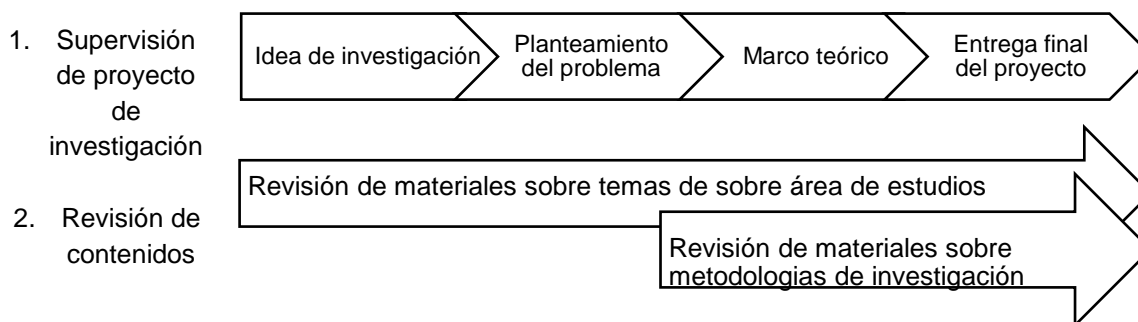 1. Supervisión
de proyecto
de
investigación
Idea de investigación
Planteamiento
del problema
Marco teórico
Entrega final
del proyecto
2. Revisión de
contenidos
Revisión de materiales sobre temas de sobre área de estudios
Revisión de materiales sobre
metodologias de investigación